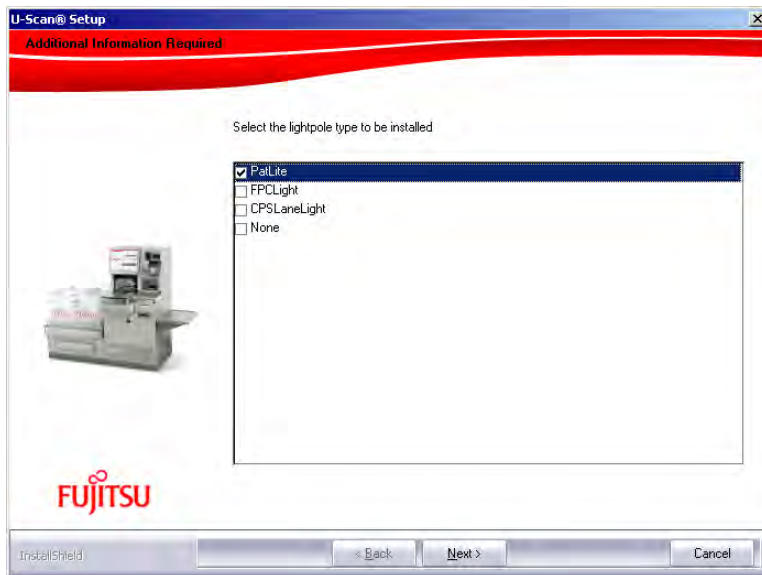 U-Scan® Setup
Additional Information Required
Select the lightpole type to be installed
PatLite
FPCLight
CPSLaneLight
None
FUJITSU
InstallShield
< Back
Next >
Cancel